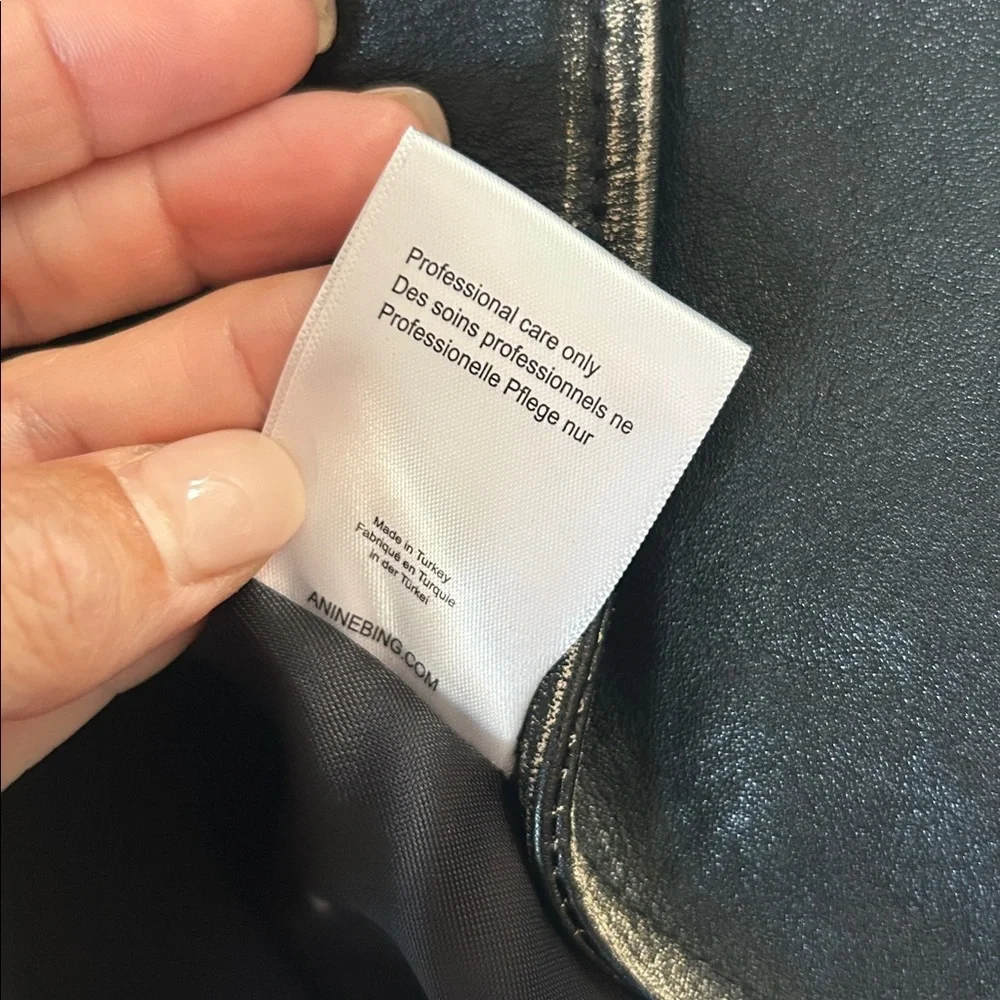 Professional care only
Des soins professionnels ne
Professionelle Pflege nur
Made in Turkey
Fabriqué en Turquie
in der Türkei
ANINEBING.COM